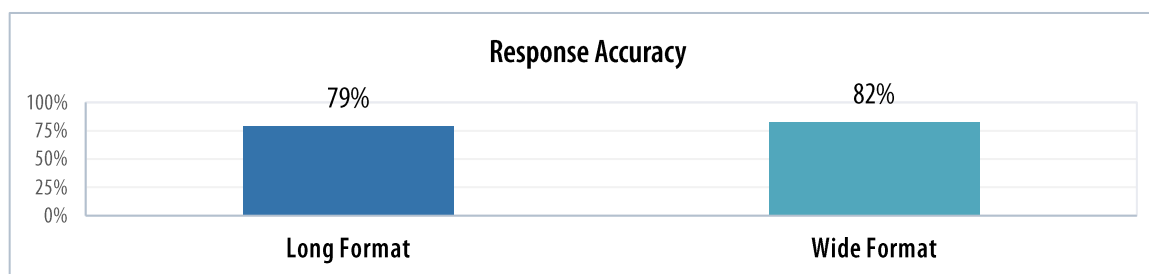 Response Accuracy
79%
82%
100%
75%
50%
25%
0%
Long Format
Wide Format